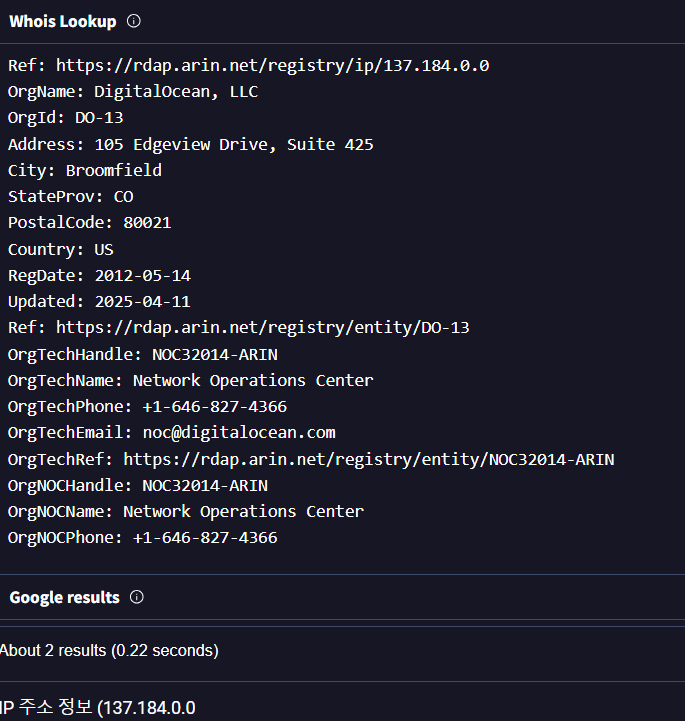 Whois Lookup
Ref: https://rdap.arin.net/registry/ip/137.184.0.0
OrgName: DigitalOcean, LLC
OrgId: DO-13
Address: 105 Edgeview Drive, Suite 425
City: Broomfield
StateProv: CO
PostalCode: 80021
Country: US
RegDate: 2012-05-14
Updated: 2025-04-11
Ref: https://rdap.arin.net/registry/entity/DO-13
OrgTechHandle: NOC32014-ARIN
OrgTechName: Network Operations Center
OrgTechPhone: +1-646-827-4366
OrgTechEmail: noc@digitalocean.com
OrgTechRef: https://rdap.arin.net/registry/entity/NOC32014-ARIN
OrgNOCHandle: NOC32014-ARIN
OrgNOCName: Network Operations Center
OrgNOCPhone: +1-646-827-4366
Google results
About 2 results (0.22 seconds)
IP 주소 정보 (137.184.0.0